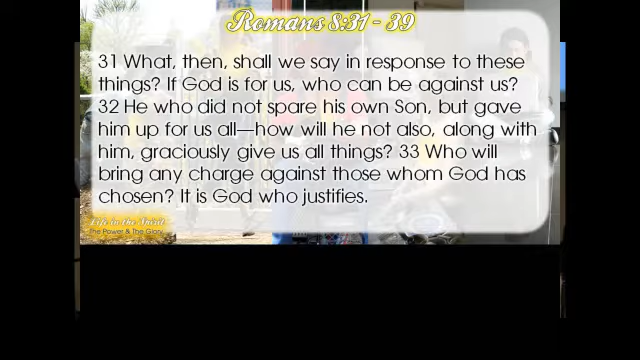 Romans 8:31 - 39
31 What, then, shall we say in response to these
things? If God is for us, who can be against us?
32 He who did not spare his own Son, but gave
him up for us all—how will he not also, along with
him, graciously give us all things? 33 Who will
bring any charge against those whom God has
chosen? It is God who justifies.
Life in the Spirit
The Power & The Glory